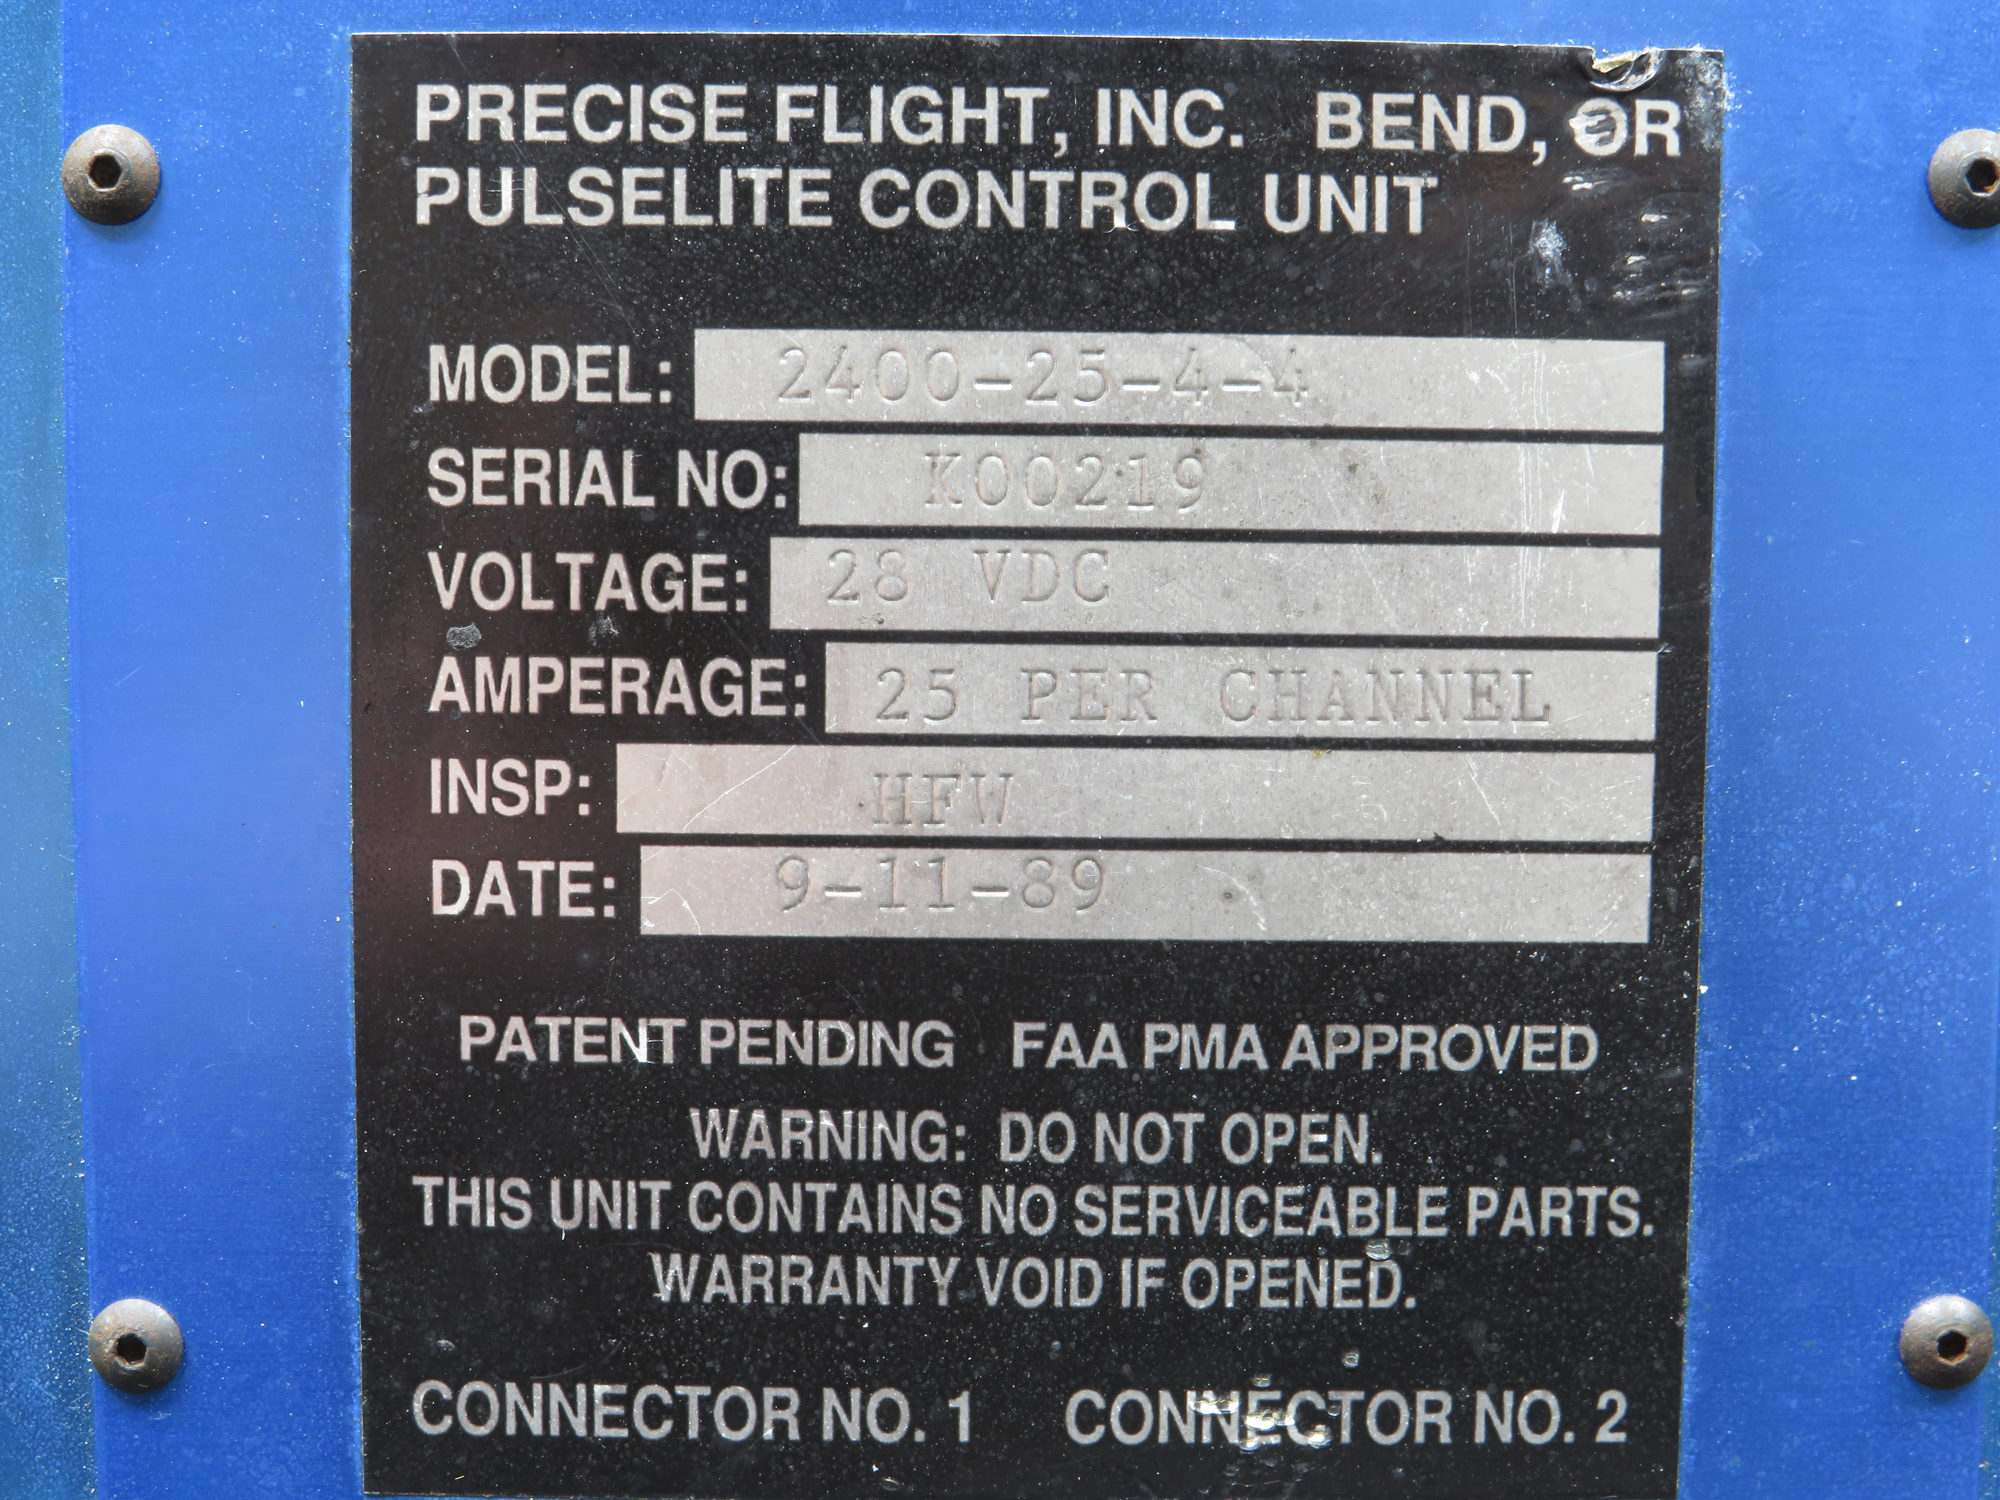 PRECISE FLIGHT, INC. BEND, OR
PULSELITE CONTROL UNIT
MODEL: 2400-25-4-4
SERIAL NO: K00219
VOLTAGE: 28 VDC
AMPERAGE: 25 PER CHANNEL
INSP: HFW
DATE: 9-11-89
PATENT PENDING FAA PMA APPROVED
WARNING: DO NOT OPEN.
THIS UNIT CONTAINS NO SERVICEABLE PARTS.
WARRANTY VOID IF OPENED.
CONNECTOR NO. 1 CONNECTOR NO. 2